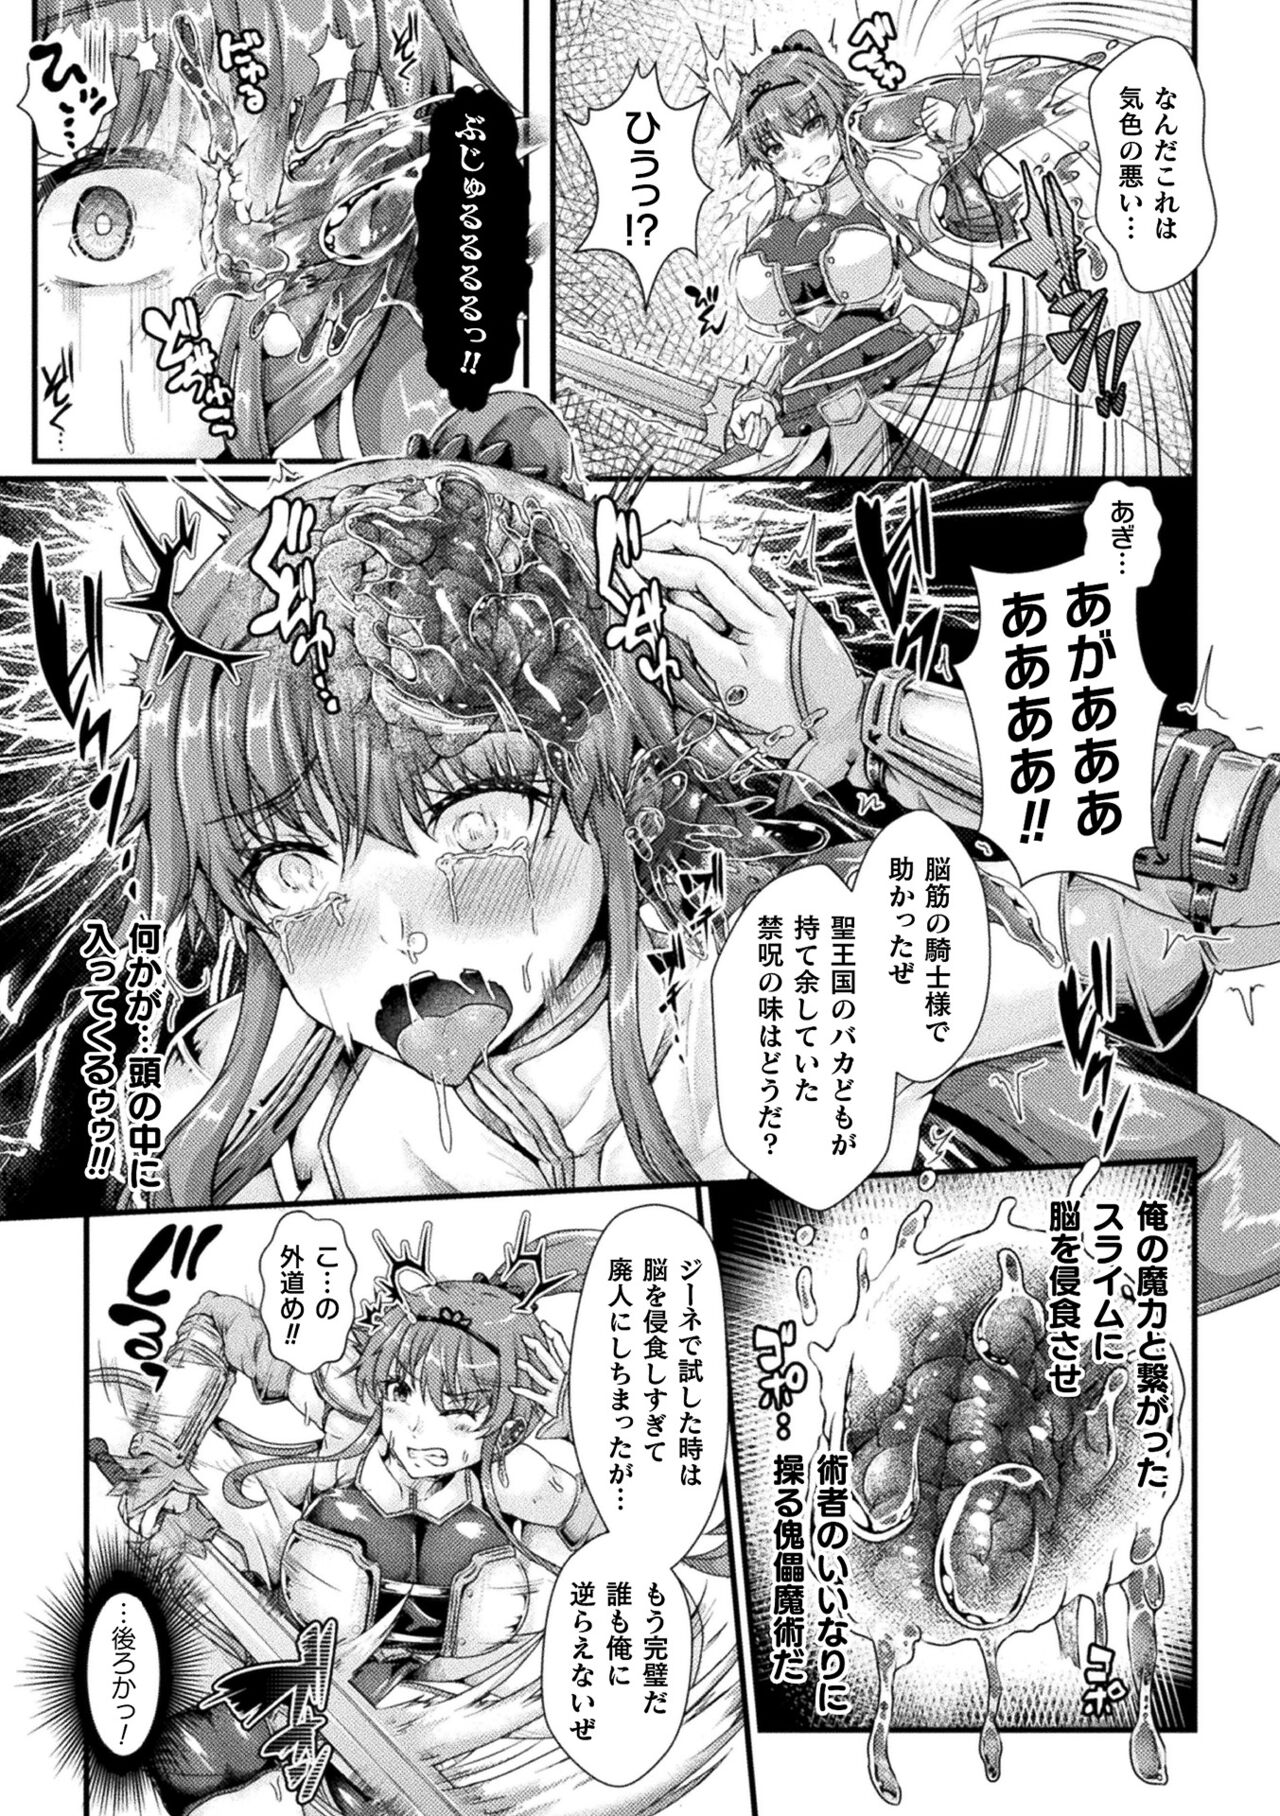 なんだこれは
気色の悪い…
ひうっ!?
ぶじゅるるるるっ!!
あぎ…
あがあああ
あああああ!!
脳筋の騎士様で
助かったぜ
聖王国のバカどもが
持て余していた
禁呪の味はどうだ?
何かが…頭の中に
入ってくるゥゥ!!
俺の魔力と繋がった
スライムに
脳を侵食させ
術者のいいなりに
操る傀儡魔術だ
ゴポ
ジーネで試した時は
脳を侵食しすぎて
廃人にしちまったが…
もう完璧だ
誰も俺に
逆らえないぜ
こ…の
外道め!!
…後ろかっ!